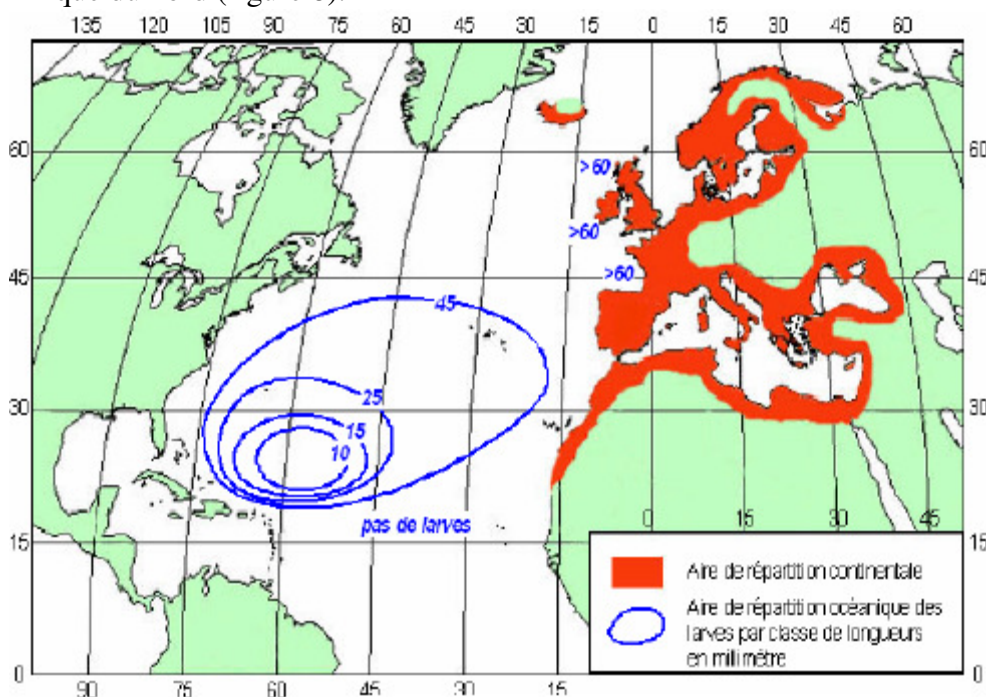 135 120 105 90 75 60 45 30 15 0 15 30 45 60
60 60
>60
>60
>60
45 45
45
30 30
25
15
10
pas de larves
0 15 30 45
15 15
Aire de répartition continentale
Aire de répartition océanique des
larves par classe de longueurs
en millimètre
0 0
90 75 60 45 30 15